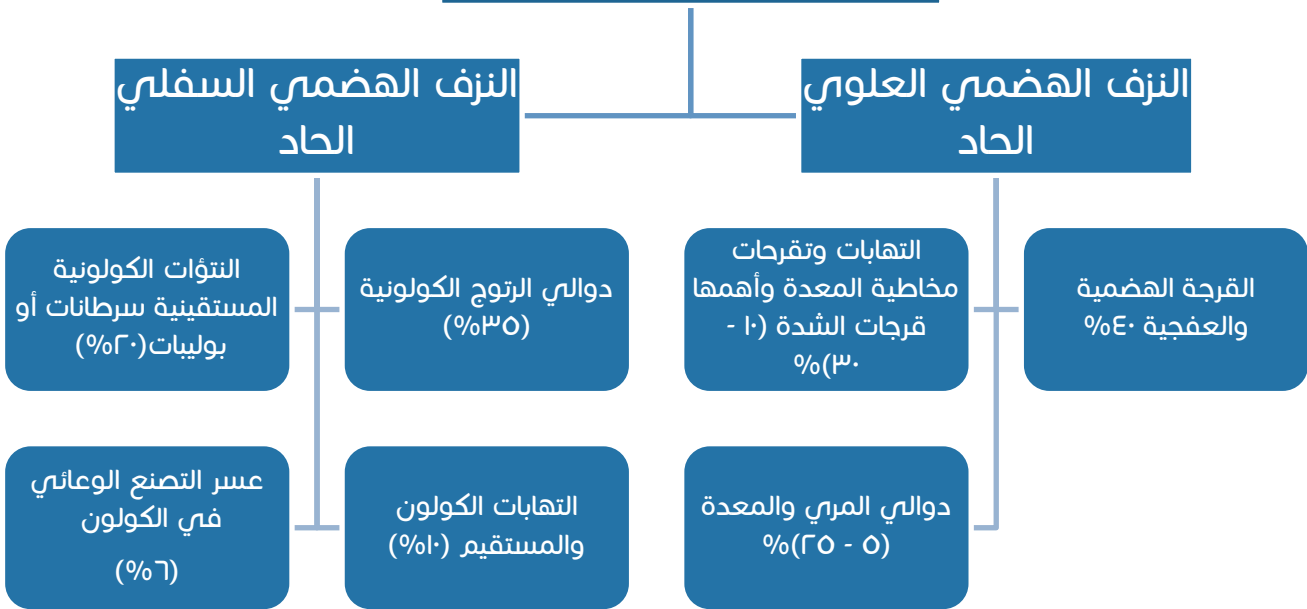 النزف الهضمي العلوي
الحاد
النزف الهضمي السفلي
الحاد
القرجة الهضمية
والعفجية ٤٠%
التهابات وتقرحات
مخاطية المعدة وأهمها
قرجات الشدة (١٠ -
٣٠)%
دوالي الرتوج الكولونية
(٣٥%)
النتؤات الكولونية
المستقينية سرطانات أو
بوليبات(٢٠%)
دوالي المري والمعدة
(٥ - ٢٥)%
التهابات الكولون
والمستقيم (١٠%)
عسر التصنع الوعائي
في الكولون
(٦%)